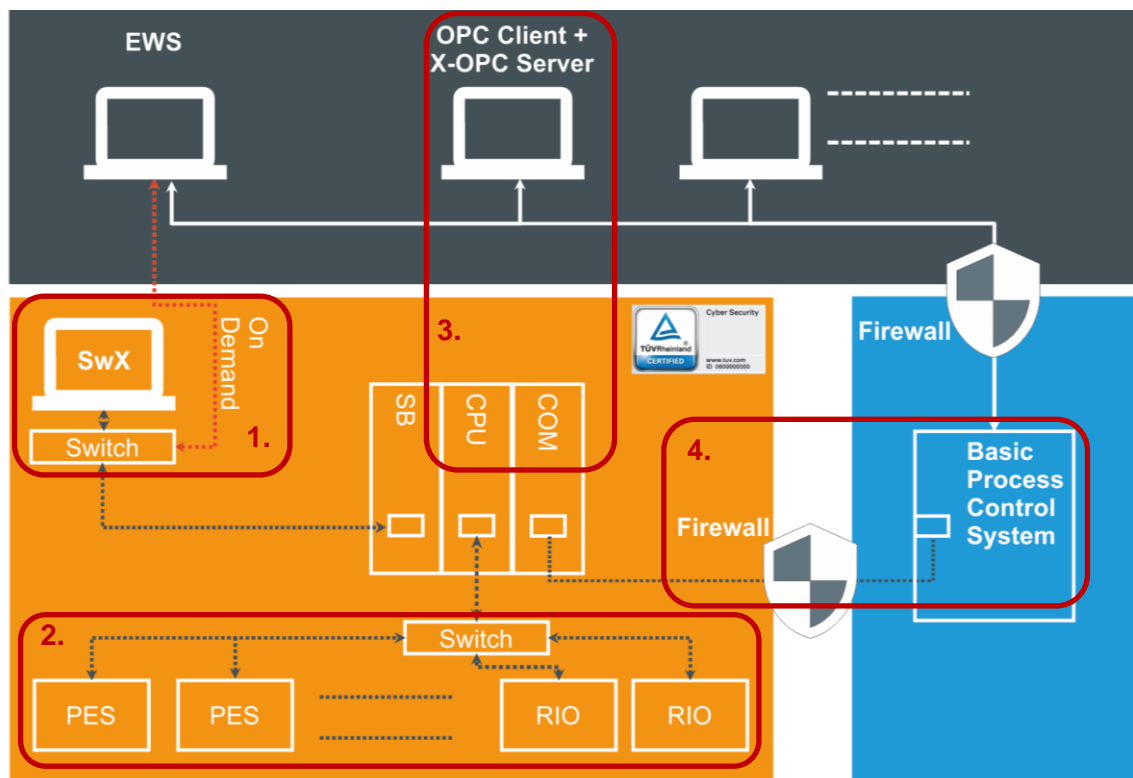 EWS
OPC Client +
X-OPC Server
On
Demand
SwX
Switch
1.
3.
SB
CPU
COM
TÜVRheinland
CERTIFIED
Cyber Security
www.tuv.com
ID 0600000000
Firewall
4.
Firewall
Basic
Process
Control
System
2.
Switch
PES
PES
RIO
RIO